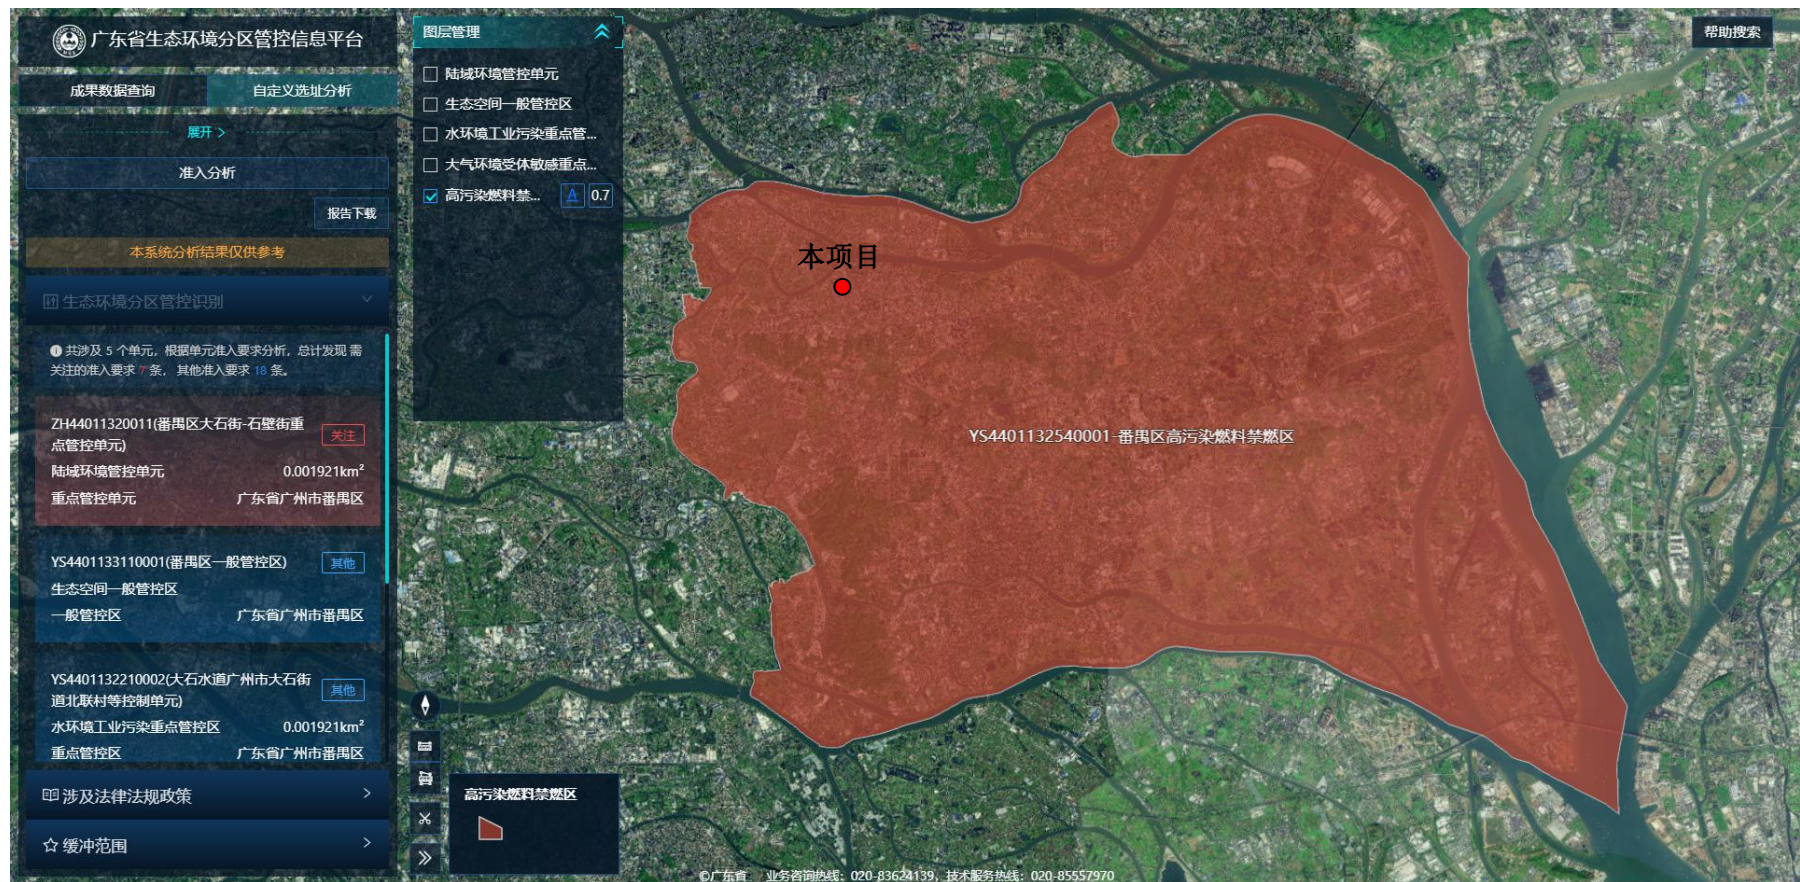 广东省生态环境分区管控信息平台
成果数据查询
自定义选址分析
展开 >
准入分析
报告下载
本系统分析结果仅供参考
生态环境分区管控识别
共涉及 5 个单元，根据单元准入要求分析，总计发现 需
关注的准入要求 7 条， 其他准入要求 18 条。
ZH44011320011(番禺区大石街-石壁街重
点管控单元)
关注
陆域环境管控单元
0.001921km²
重点管控单元
广东省广州市番禺区
YS4401133110001(番禺区一般管控区)
其他
生态空间一般管控区
一般管控区
广东省广州市番禺区
YS4401132210002(大石水道广州市大石街
道北联村等控制单元)
其他
水环境工业污染重点管控区
0.001921km²
重点管控区
广东省广州市番禺区
涉及法律法规政策
缓冲范围
图层管理
陆域环境管控单元
生态空间一般管控区
水环境工业污染重点管...
大气环境受体敏感重点...
高污染燃料禁...
A
0.7
帮助搜索
本项目
YS4401132540001-番禺区高污染燃料禁燃区
高污染燃料禁燃区
©广东省 业务咨询热线：020-83624139，技术服务热线：020-85557970